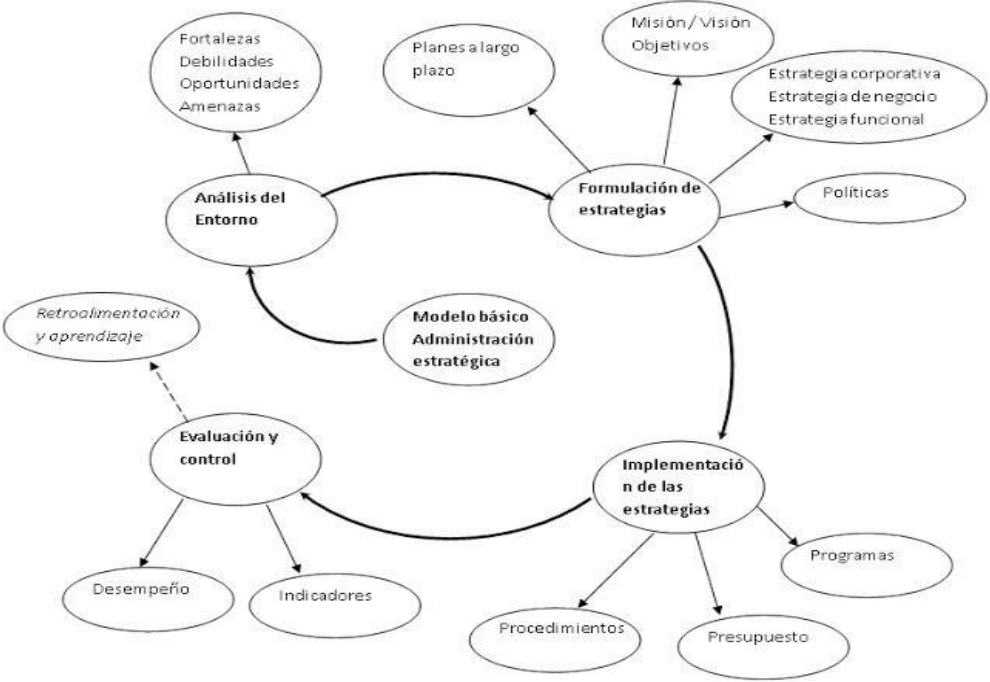 Fortalezas
Debilidades
Oportunidades
Amenazas
Planes a largo
plazo
Misión / Visión
Objetivos
Estrategia corporativa
Estrategia de negocio
Estrategia funcional
Análisis del
Entorno
Formulación de
estrategias
Políticas
Retroalimentación
y aprendizaje
Modelo básico
Administración
estratégica
Evaluación y
control
Implementació
n de las
estrategias
Programas
Desempeño
Indicadores
Procedimientos
Presupuesto